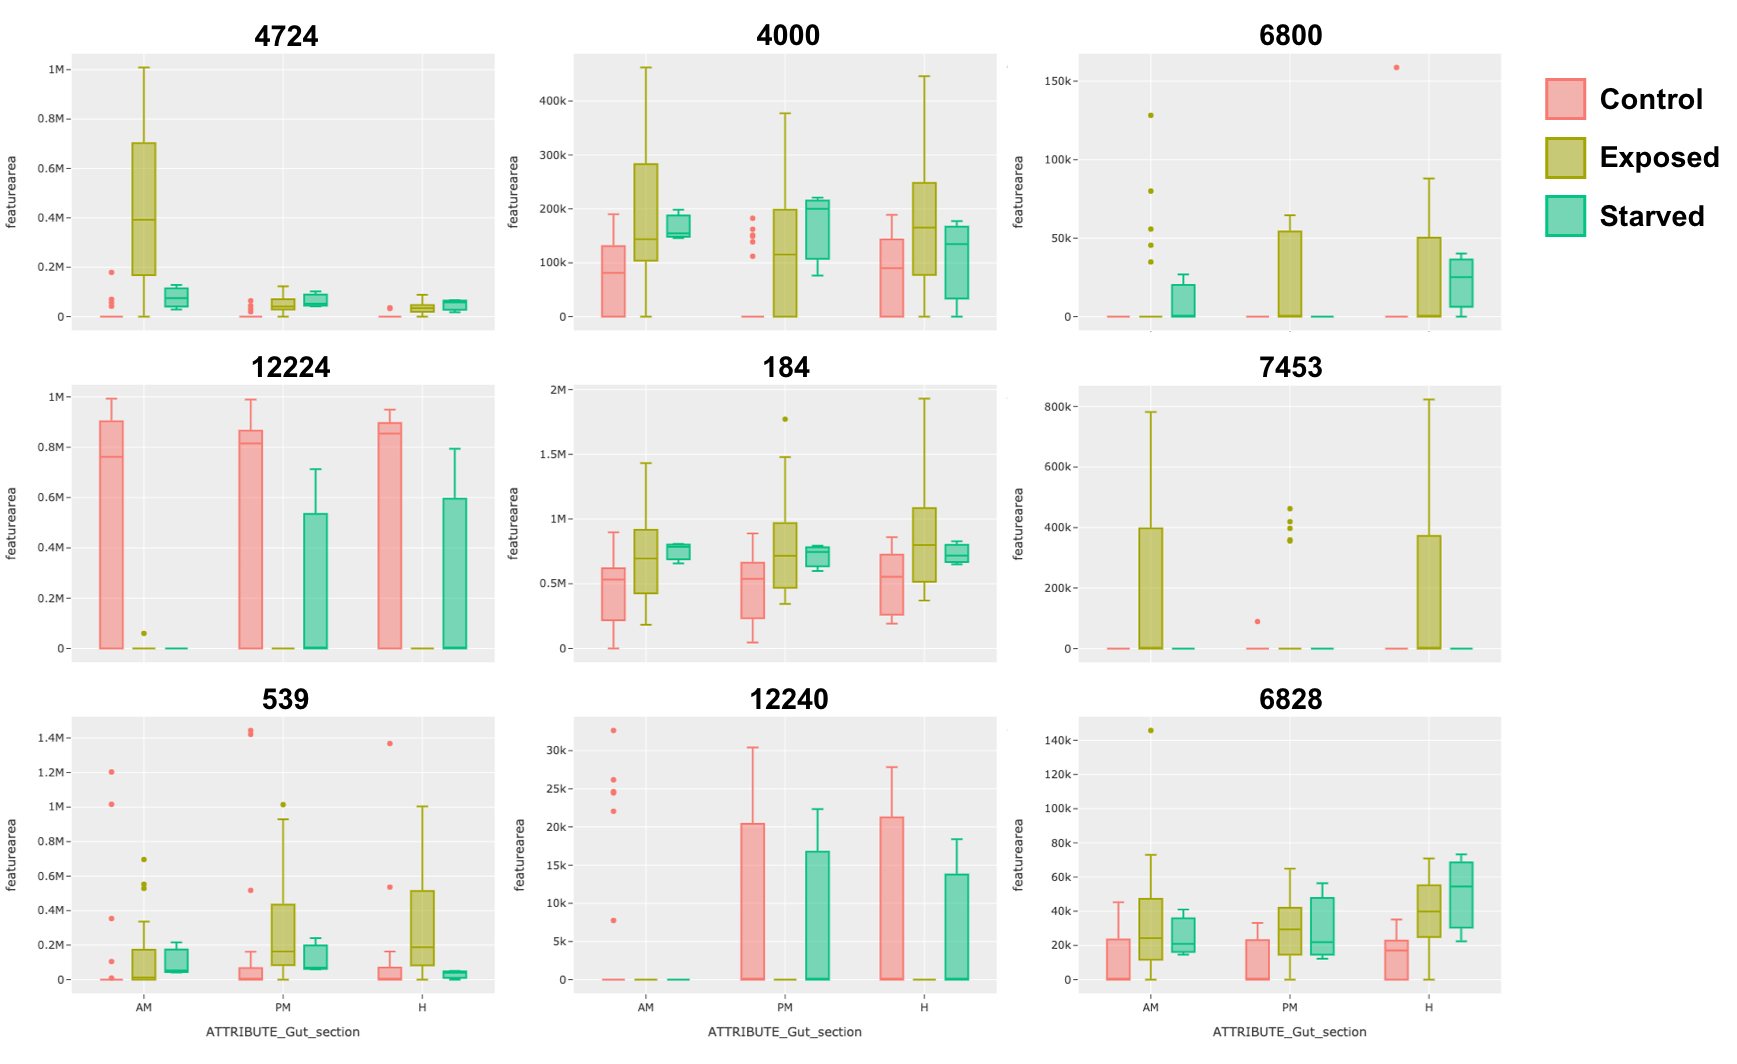 4724
4000
6800
1M
0.8M
0.6M
0.4M
0.2M
0
featurearea
400k
300k
200k
100k
0
featurearea
150k
100k
50k
0
featurearea
Control
Exposed
Starved
12224
184
7453
1M
0.8M
0.6M
0.4M
0.2M
0
featurearea
2M
1.5M
1M
0.5M
0
featurearea
800k
600k
400k
200k
0
featurearea
539
12240
6828
1.4M
1.2M
1M
0.8M
0.6M
0.4M
0.2M
0
featurearea
AM PM H
ATTRIBUTE_Gut_section
30k
25k
20k
15k
10k
5k
0
featurearea
AM PM H
ATTRIBUTE_Gut_section
140k
120k
100k
80k
60k
40k
20k
0
featurearea
AM PM H
ATTRIBUTE_Gut_section